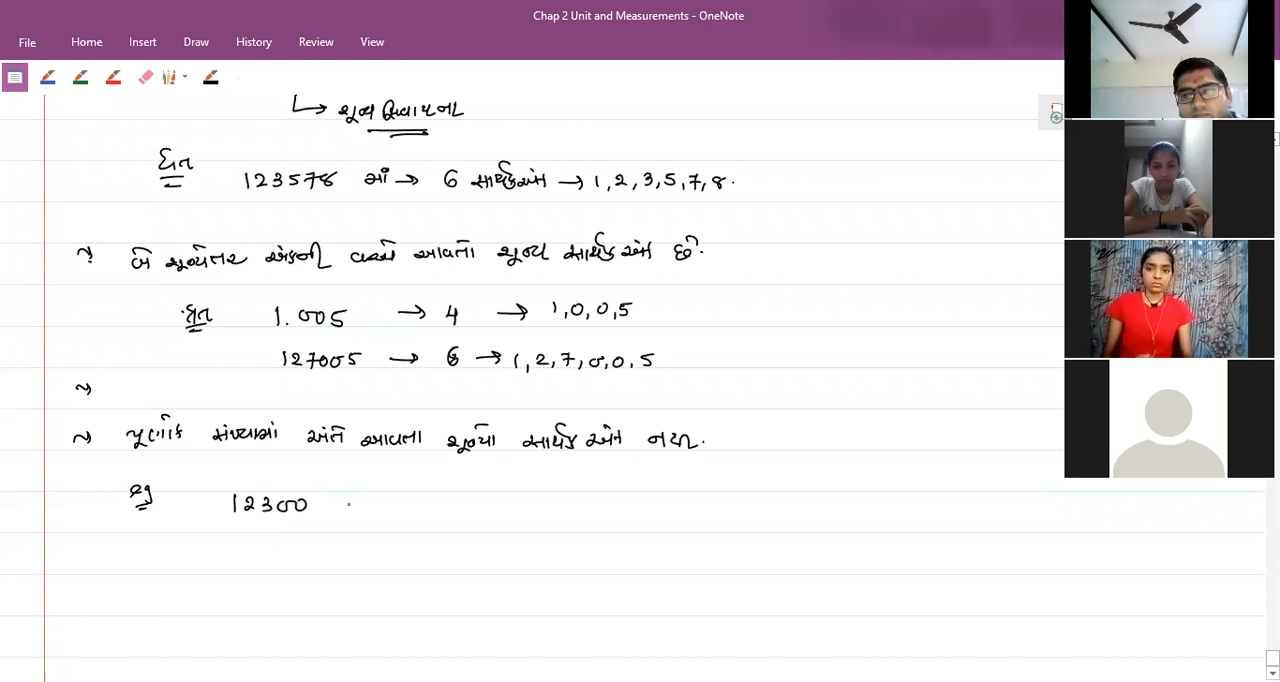 Chap 2 Unit and Measurements - OneNote
File Home Insert Draw History Review View
↳ શૂન્ય સિવાયના
દા.ત 123578 માં → 6 સાર્થક અંક → 1, 2, 3, 5, 7, 8.
~ બે શૂન્યેતર અંકની વચ્ચે આવતા શૂન્ય સાર્થક અંક છે.
દા.ત 1.005 → 4 → 1, 0, 0, 5
127005 → 6 → 1, 2, 7, 0, 0, 5
~
~ પૂર્ણાંક સંખ્યામાં અંતે આવતા શૂન્યો સાર્થક અંક નથી.
eg 12300